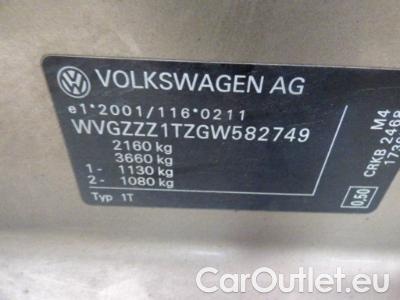 VOLKSWAGEN AG
e1*2001/116*0211
WVGZZZ1TZGW582749
2160 kg
3660 kg
1- 1130 kg
2- 1080 kg
Typ 1T
M4
CRKB 246R
0,50
CarOutlet.eu